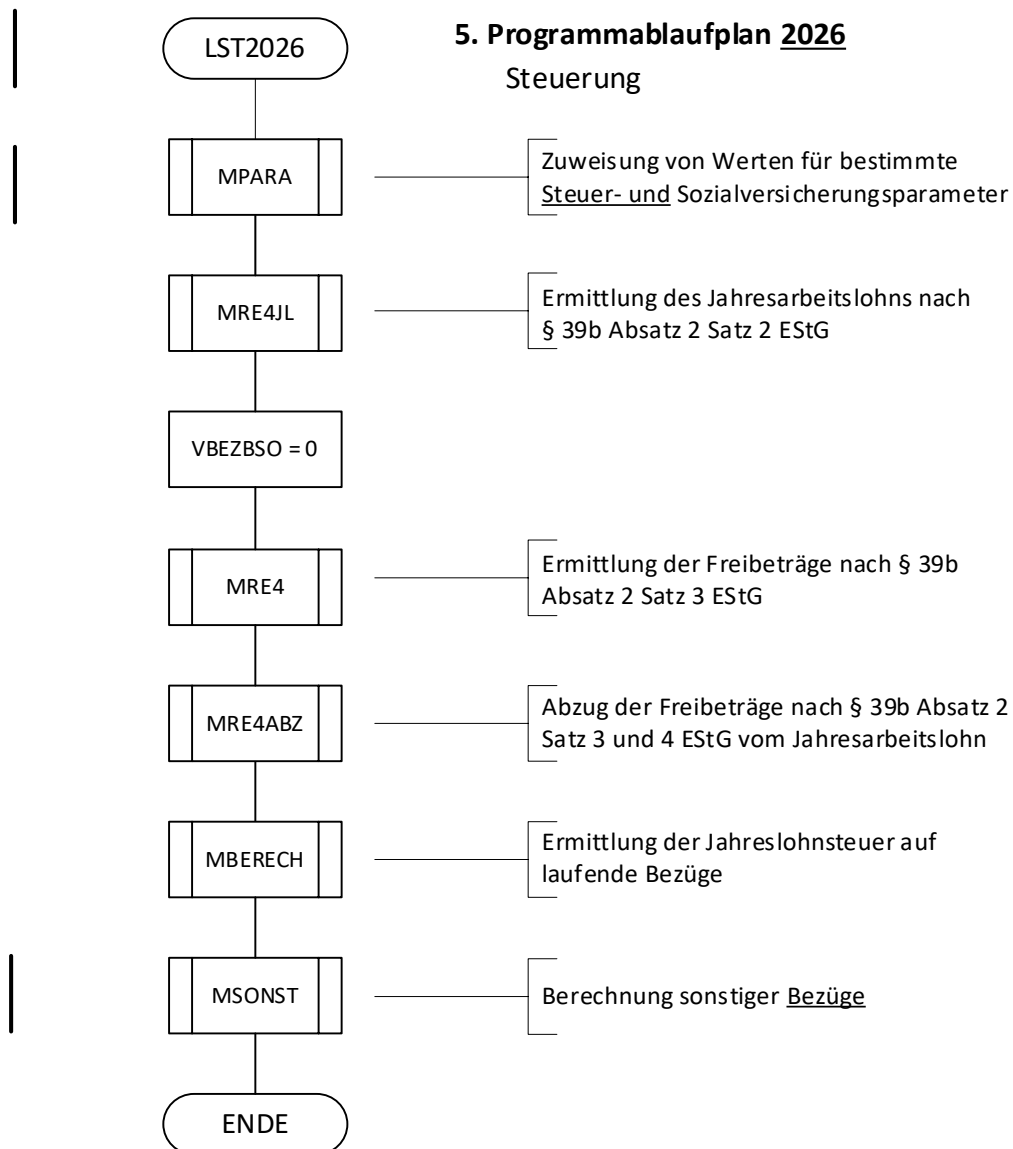 LST2026
5. Programmablaufplan 2026
Steuerung
MPARA
Zuweisung von Werten für bestimmte
Steuer- und Sozialversicherungsparameter
MRE4JL
Ermittlung des Jahresarbeitslohns nach
§ 39b Absatz 2 Satz 2 EStG
VBEZBSO = 0
MRE4
Ermittlung der Freibeträge nach § 39b
Absatz 2 Satz 3 EStG
MRE4ABZ
Abzug der Freibeträge nach § 39b Absatz 2
Satz 3 und 4 EStG vom Jahresarbeitslohn
MBERECH
Ermittlung der Jahreslohnsteuer auf
laufende Bezüge
MSONST
Berechnung sonstiger Bezüge
ENDE